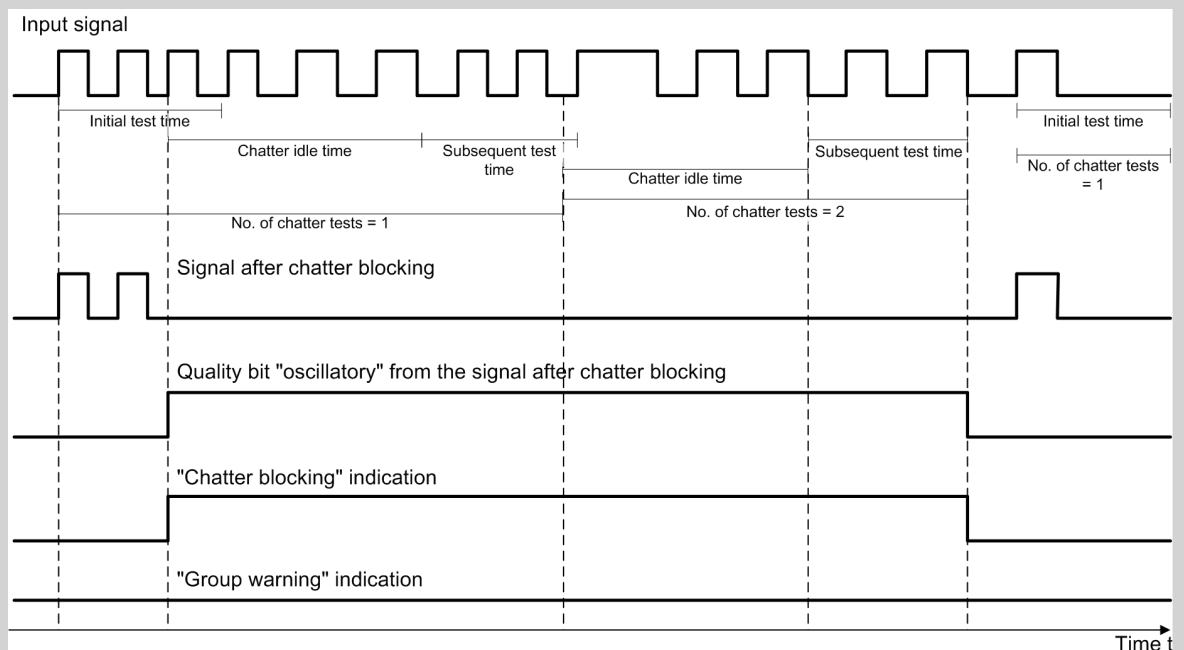 Input signal
Initial test time
Initial test time
Chatter idle time
Subsequent test
time
Subsequent test time
No. of chatter tests
= 1
Chatter idle time
No. of chatter tests = 1
No. of chatter tests = 2
Signal after chatter blocking
Quality bit "oscillatory" from the signal after chatter blocking
"Chatter blocking" indication
"Group warning" indication
Time t